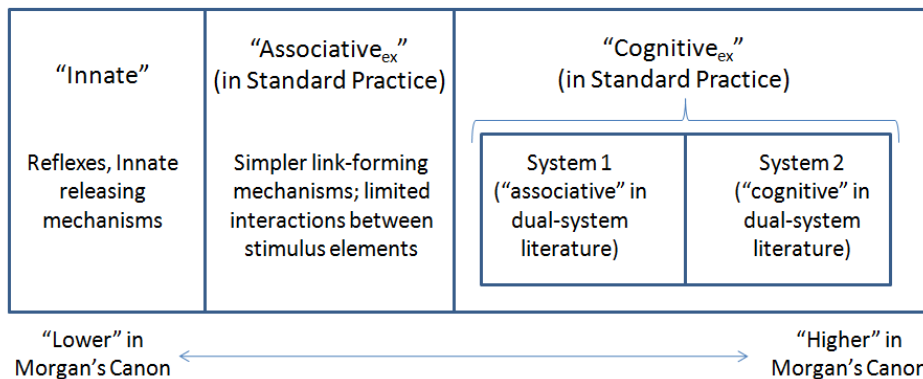 “Innate”
Reflexes, Innate
releasing
mechanisms
“Associativeex”
(in Standard Practice)
Simpler link-forming
mechanisms; limited
interactions between
stimulus elements
“Cognitiveex”
(in Standard Practice)
System 1
(“associative” in
dual-system
literature)
System 2
(“cognitive” in
dual-system
literature)
“Lower” in
Morgan’s Canon
“Higher” in
Morgan’s Canon